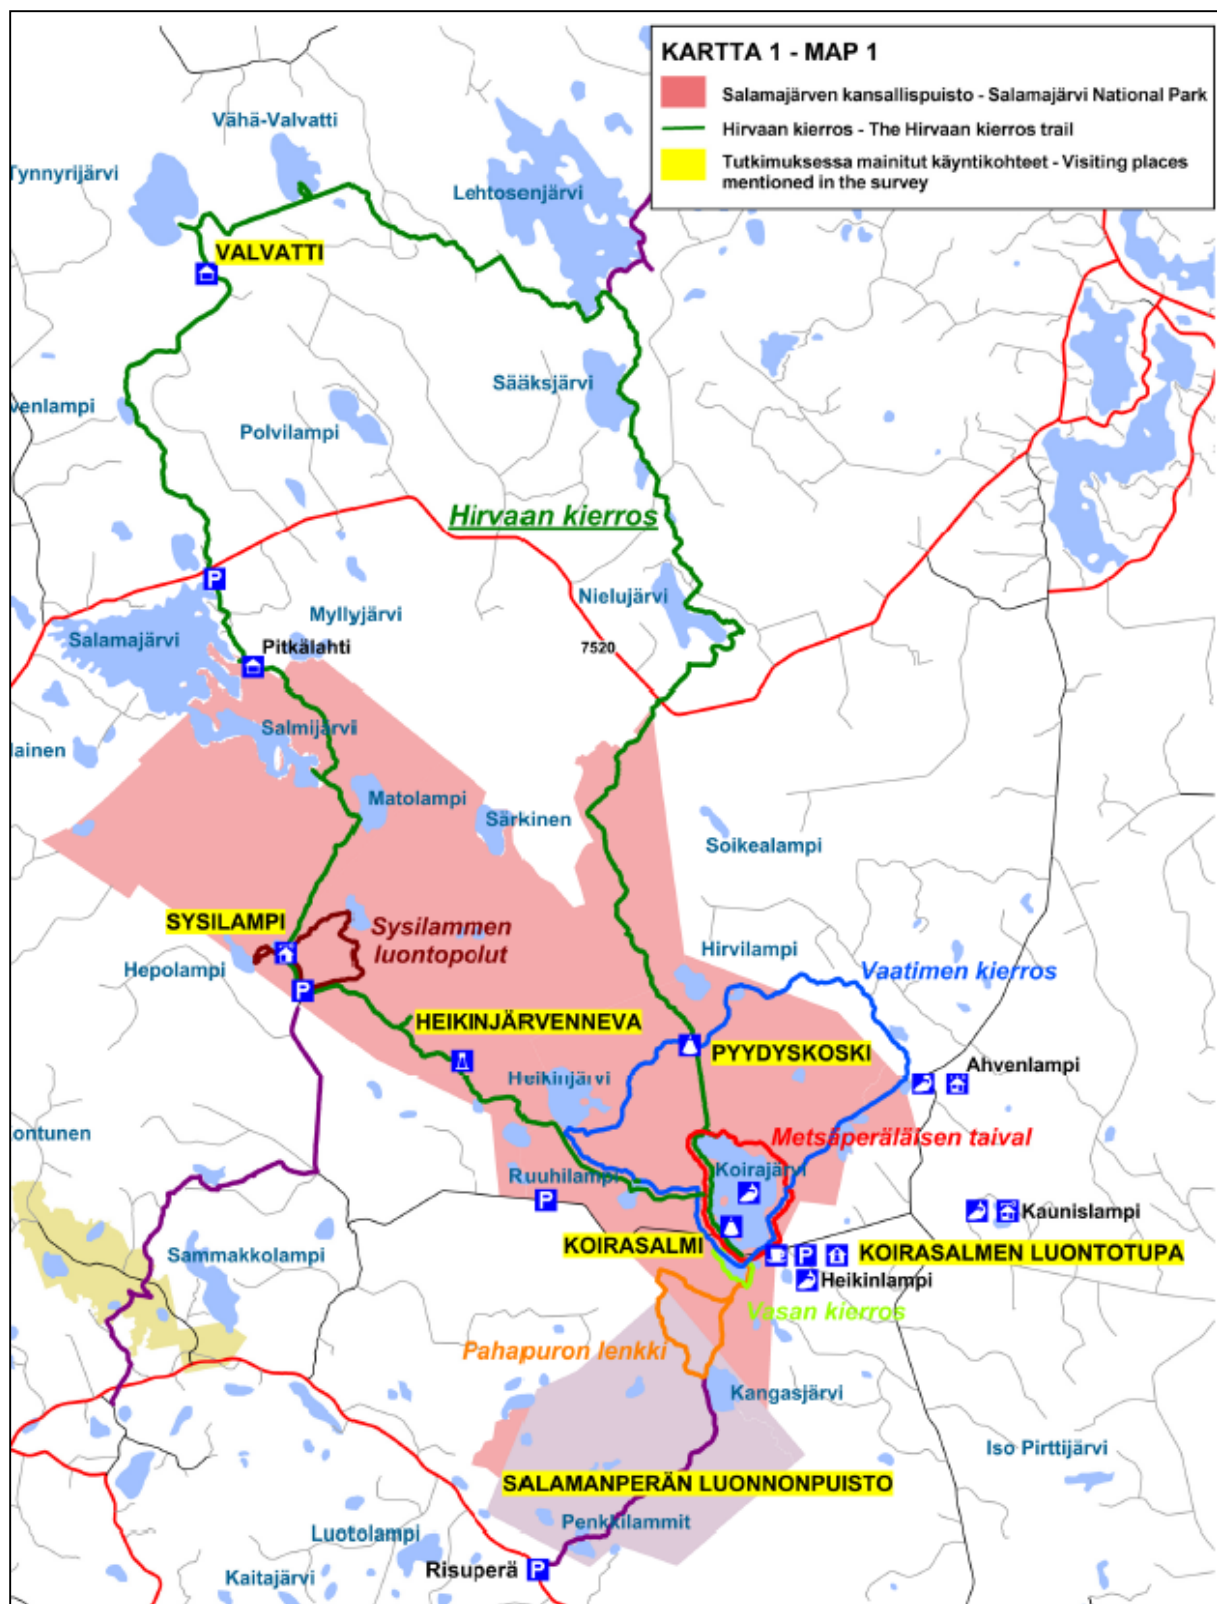 KARTTA 1 - MAP 1
Salamajärven kansallispuisto - Salamajärvi National Park
Hirvaan kierros - The Hirvaan kierros trail
Tutkimuksessa mainitut käyntikohteet - Visiting places
mentioned in the survey
Vähä-Valvatti
Tynnyrijärvi
Lehtosenjärvi
VALVATTI
Sääksjärvi
venlampi
Polvilampi
Hirvaan kierros
P
Nielujärvi
Myllyjärvi
Salamajärvi
Pitkälahti
7520
Salmijärvi
lainen
Matolampi
Särkinen
Soikealampi
SYSILAMPI
Sysilammen
luontopolut
Hirvilampi
Hepolampi
Vaatimen kierros
P
HEIKINJÄRVENNEVA
PYYDYSKOSKI
Ahvenlampi
Heikinjärvi
ontunen
Metsäperäläisen taival
Koirajärvi
Ruuhilampi
P
Kaunislampi
KOIRASALMI
Sammakkolampi
P
KOIRASALMEN LUONTOTUPA
Heikinlampi
Vasan kierros
Pahapuron lenkki
Kangasjärvi
Iso Pirttijärvi
SALAMANPERÄN LUONNONPUISTO
Penkkilammit
Luotolampi
Risuperä
P
Kaitajärvi